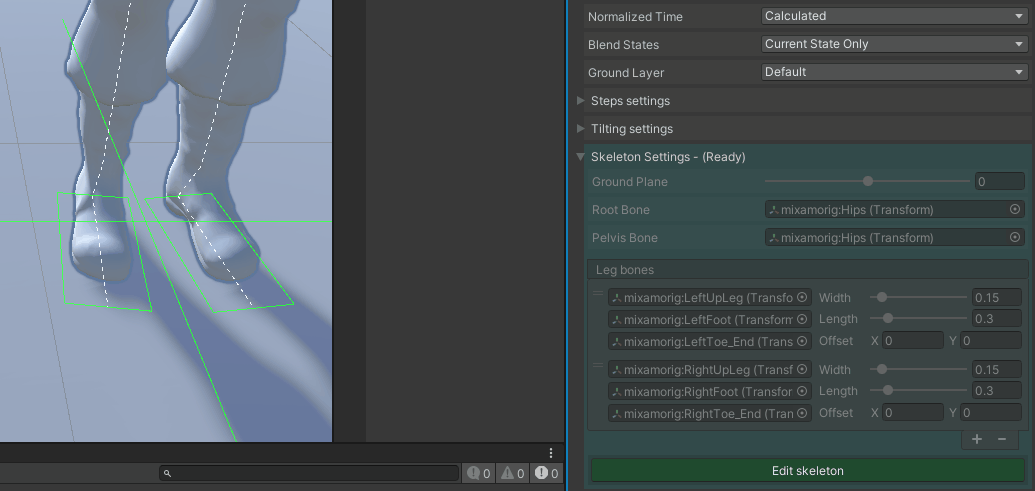 Normalized Time Calculated
Blend States Current State Only
Ground Layer Default
Steps settings
Tilting settings
Skeleton Settings - (Ready)
Ground Plane 0
Root Bone mixamorig:Hips (Transform)
Pelvis Bone mixamorig:Hips (Transform)
Leg bones
mixamorig:LeftUpLeg (Transfo Width 0.15
mixamorig:LeftFoot (Transform Length 0.3
mixamorig:LeftToe_End (Trans Offset X 0 Y 0
mixamorig:RightUpLeg (Transf Width 0.15
mixamorig:RightFoot (Transfor Length 0.3
mixamorig:RightToe_End (Tran Offset X 0 Y 0
+ −
0 0 0
Edit skeleton